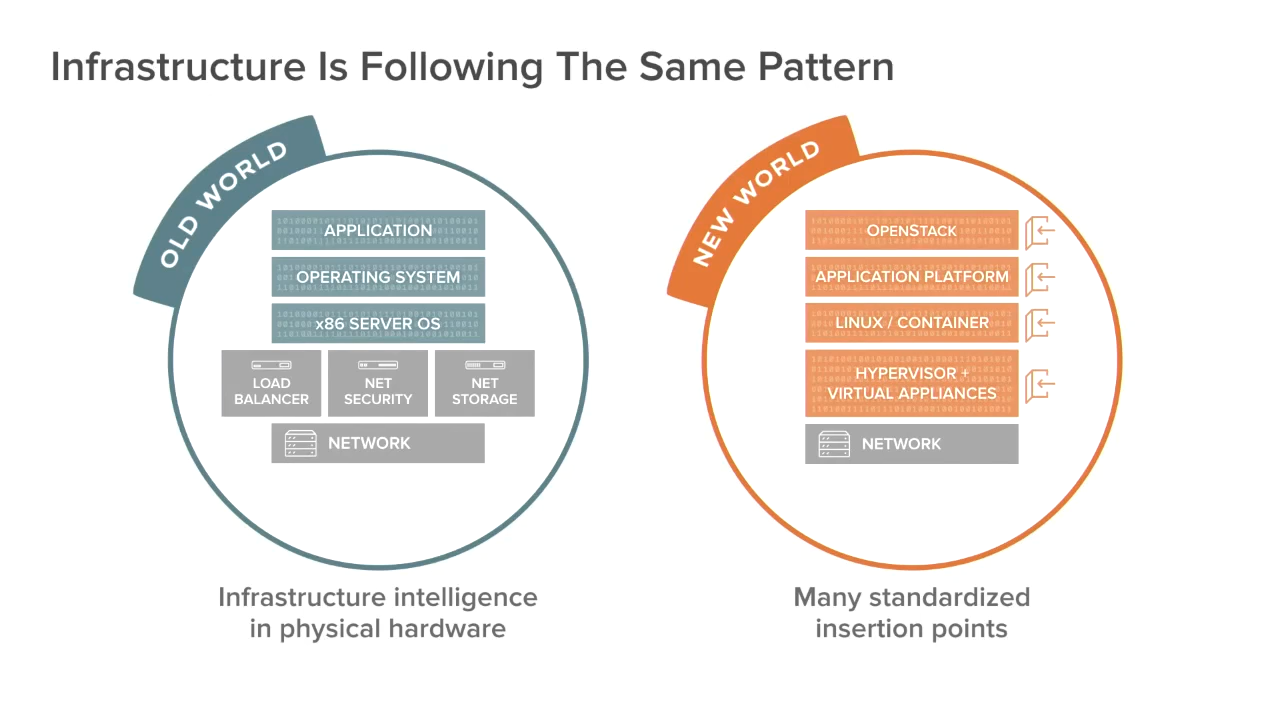 Infrastructure Is Following The Same Pattern
OLD WORLD
APPLICATION
OPERATING SYSTEM
x86 SERVER OS
LOAD
BALANCER
NET
SECURITY
NET
STORAGE
NETWORK
Infrastructure intelligence
in physical hardware
NEW WORLD
OPENSTACK
APPLICATION PLATFORM
LINUX / CONTAINER
HYPERVISOR +
VIRTUAL APPLIANCES
NETWORK
Many standardized
insertion points